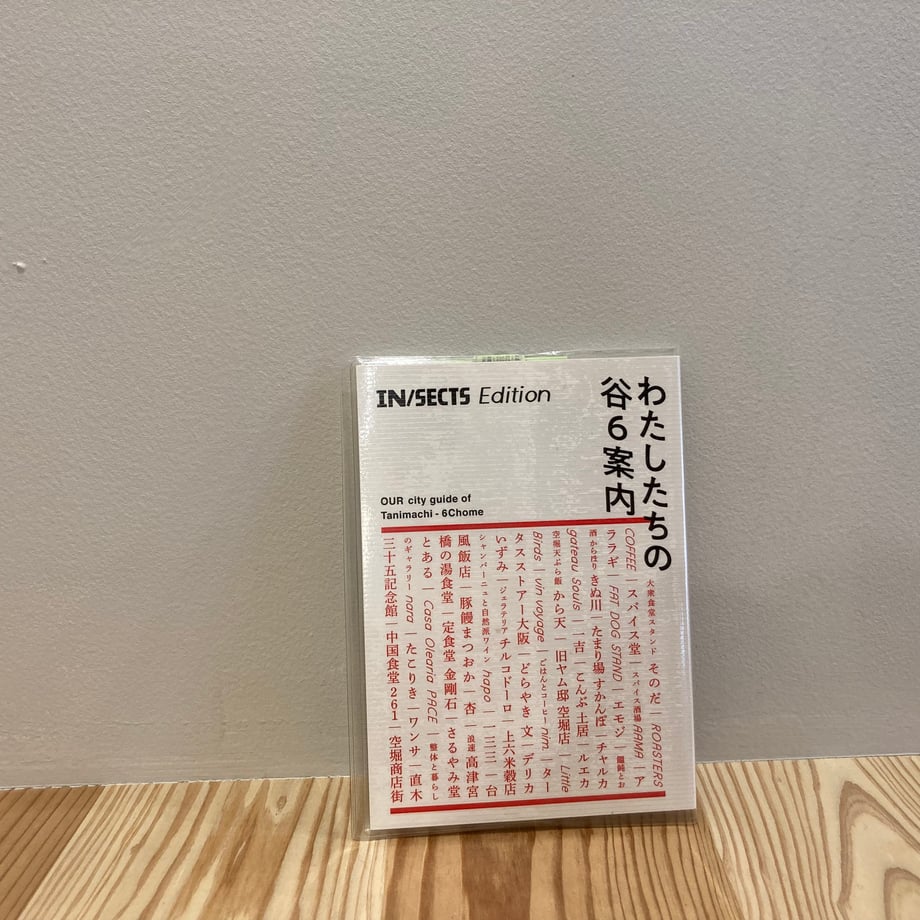 IN/SECTS Edition
わたしたちの
谷6案内
OUR city guide of
Tanimachi - 6Chome
大衆食堂スタンド そのだ | ROASTERS
COFFEE | スパイス堂 | スパイス酒場 AAMA | ア
ララギ | FAT DOG STAND | エモジ | 饂飩とお
酒 からほり きぬ川 | たまり場 すかんぽ | チャルカ
gateau Souls | 一吉 | こんぶ土居 | ルエカ
空堀天ぷら飯 から天 | 旧ヤム邸 空堀店 | Little
Birds | vin voyage | ごはんとコーヒー nim. | ター
タスストアー大阪 | どらやき 文 | デリカ
いずみ | ジェラテリア チルコドーロ | 上六米穀店
シャンパーニュと自然派ワイン hapo | 一三三一 | 台
風飯店 | 豚饅まつおか | 杏 | 浪速 高津宮
橋の湯食堂 | 定食堂 金剛石 | さるやみ堂
とある | Casa Olearia PACE | 整体と暮らし
のギャラリー nara | たこりき | ワンサ | 直木
三十五記念館 | 中国食堂261 | 空堀商店街